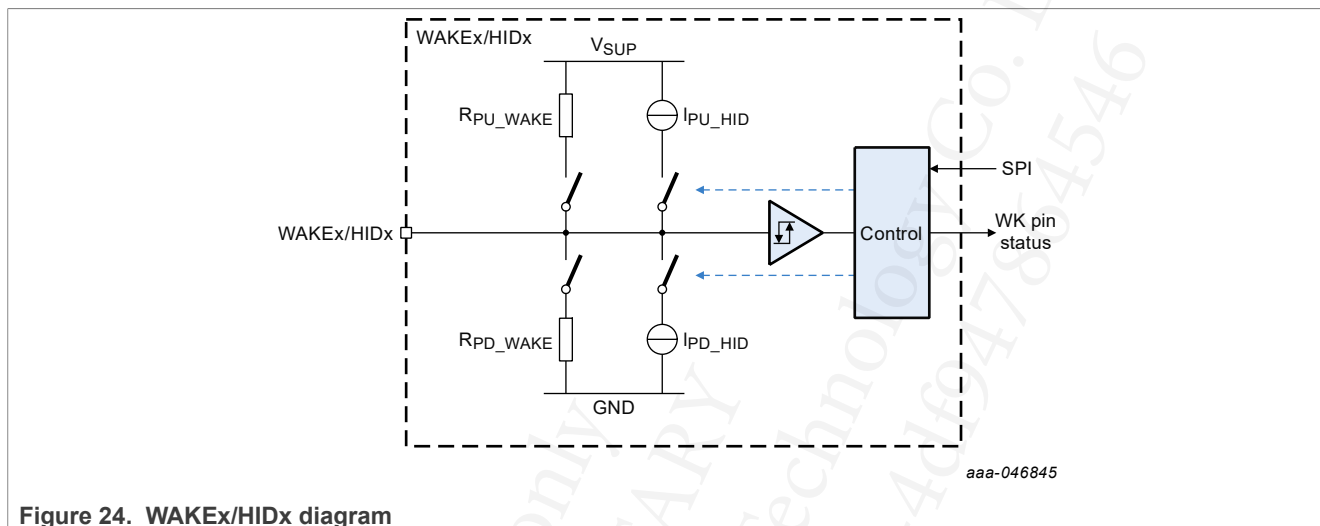 WAKEx/HIDx
VSUP
RPU_WAKE
IPU_HID
SPI
WAKEx/HIDx
Control
WK pin
status
RPD_WAKE
IPD_HID
GND
aaa-046845
Figure 24. WAKEx/HIDx diagram